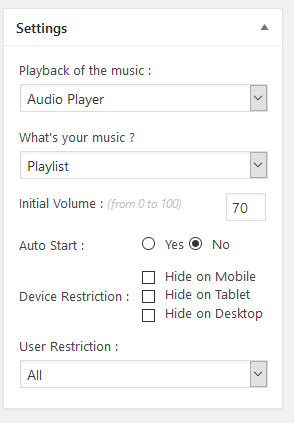 Settings
Playback of the music :
Audio Player
What's your music ?
Playlist
Initial Volume : (from 0 to 100) 70
Auto Start : Yes No
Hide on Mobile
Device Restriction : Hide on Tablet
Hide on Desktop
User Restriction :
All